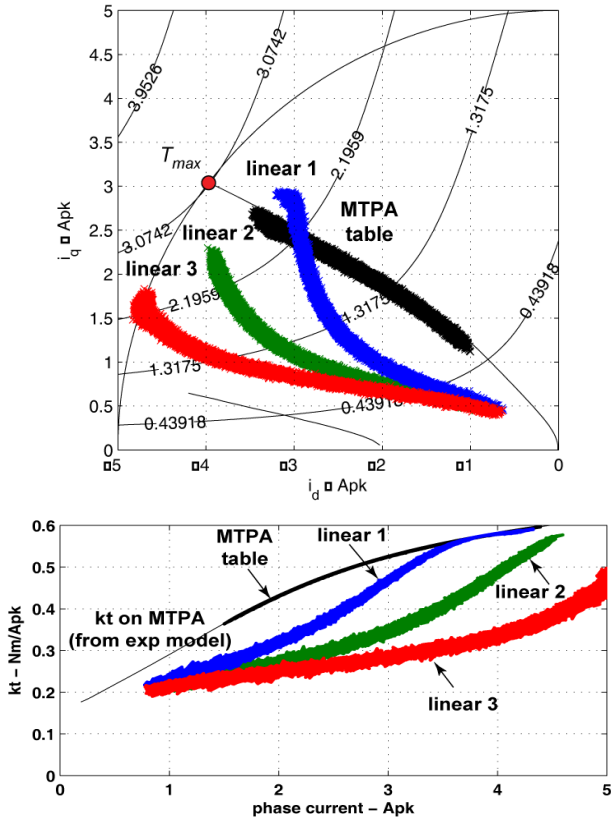 5
4.5
4
3.5
3
2.5
2
1.5
1
0.5
0
i_q □ Apk
3.9526
3.0742
2.1959
1.3175
T_max
linear 1
MTPA
table
3.0742
linear 2
linear 3
2.1959
1.3175
0.43918
1.3175
0.43918
0.43918
□5
□4
□3
□2
□1
0
i_d □ Apk
0.6
0.5
0.4
0.3
0.2
0.1
0
kt – Nm/Apk
MTPA
table
linear 1
linear 2
kt on MTPA
(from exp model)
linear 3
1
2
3
4
5
phase current – Apk